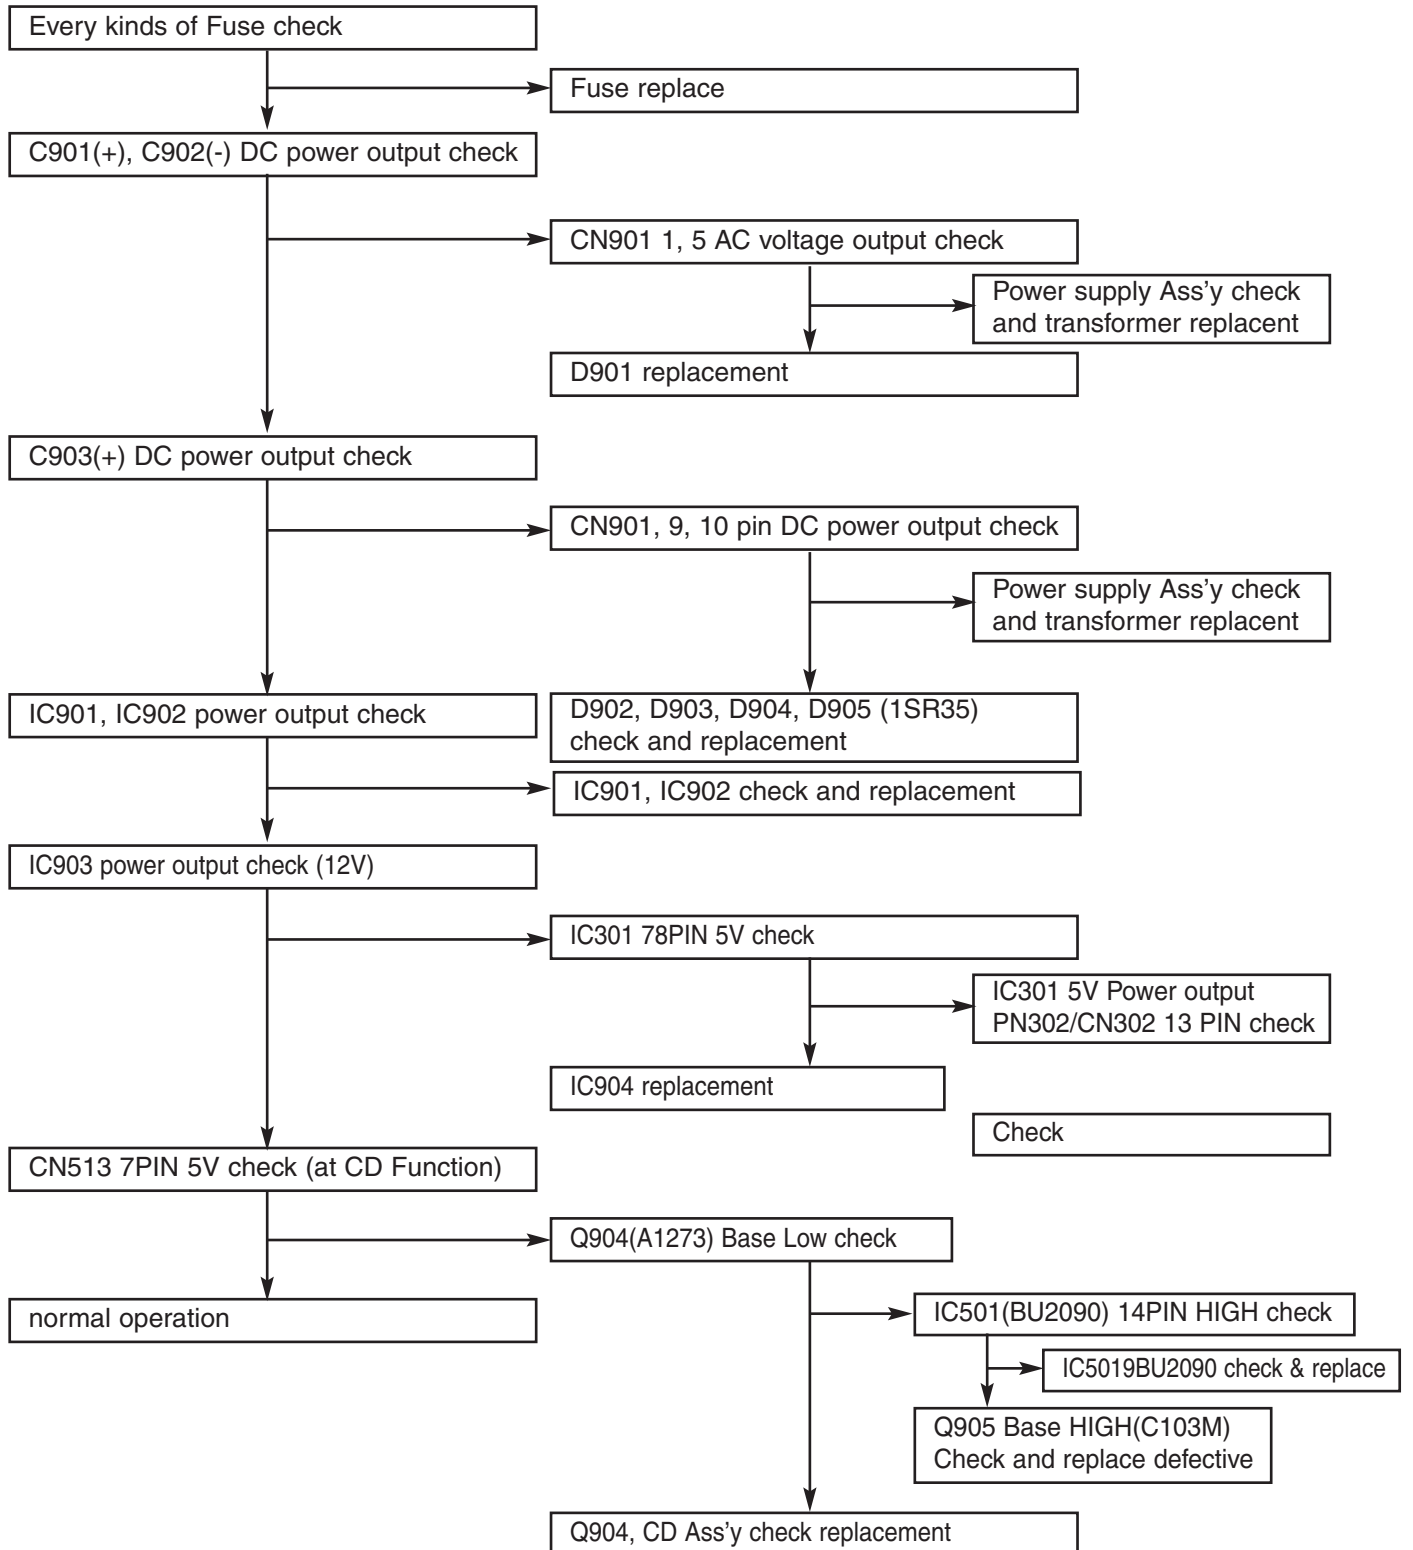 Every kinds of Fuse check
Fuse replace
C901(+), C902(-) DC power output check
CN901 1, 5 AC voltage output check
Power supply Ass'y check
and transformer replacent
D901 replacement
C903(+) DC power output check
CN901, 9, 10 pin DC power output check
Power supply Ass'y check
and transformer replacent
IC901, IC902 power output check
D902, D903, D904, D905 (1SR35)
check and replacement
IC901, IC902 check and replacement
IC903 power output check (12V)
IC301 78PIN 5V check
IC301 5V Power output
PN302/CN302 13 PIN check
IC904 replacement
Check
CN513 7PIN 5V check (at CD Function)
Q904(A1273) Base Low check
normal operation
IC501(BU2090) 14PIN HIGH check
IC5019BU2090 check & replace
Q905 Base HIGH(C103M)
Check and replace defective
Q904, CD Ass'y check replacement